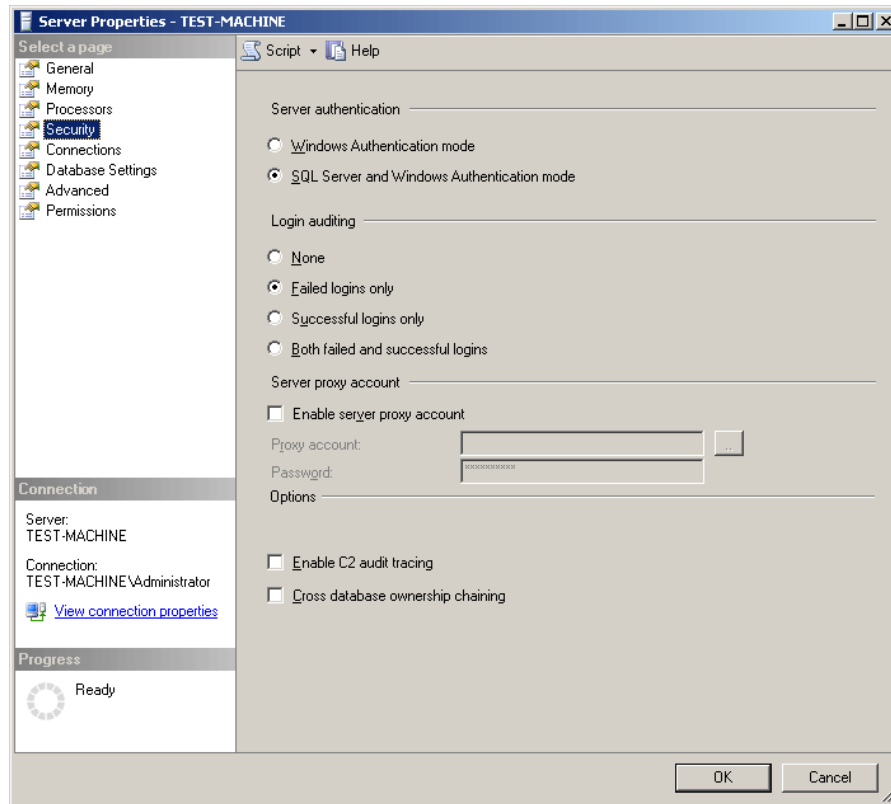 Server Properties - TEST-MACHINE
Select a page
General
Memory
Processors
Security
Connections
Database Settings
Advanced
Permissions
Connection
Server:
TEST-MACHINE
Connection:
TEST-MACHINE\Administrator
View connection properties
Progress
Ready
Script Help
Server authentication
Windows Authentication mode
SQL Server and Windows Authentication mode
Login auditing
None
Failed logins only
Successful logins only
Both failed and successful logins
Server proxy account
Enable server proxy account
Proxy account:
..
Password:
**********
Options
Enable C2 audit tracing
Cross database ownership chaining
OK Cancel